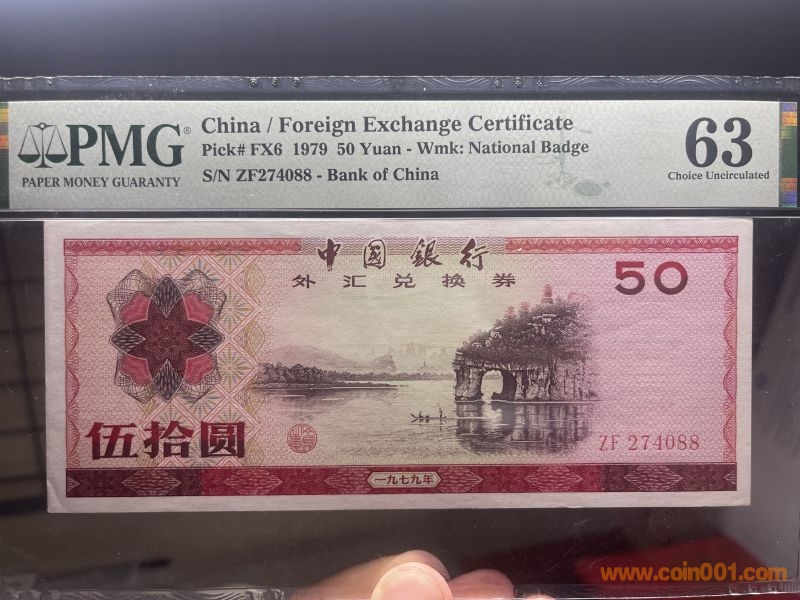 PMG®
PAPER MONEY GUARANTY
China / Foreign Exchange Certificate
Pick# FX6 1979 50 Yuan - Wmk: National Badge
S/N ZF274088 - Bank of China
63
Choice Uncirculated
中國銀行
外汇兑换券
50
伍拾圆
ZF 274088
一九七九年
www.coin001.com